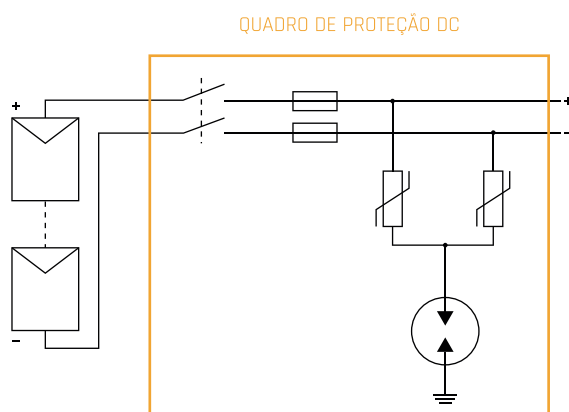 QUADRO DE PROTEÇÃO DC
+
+
-
-